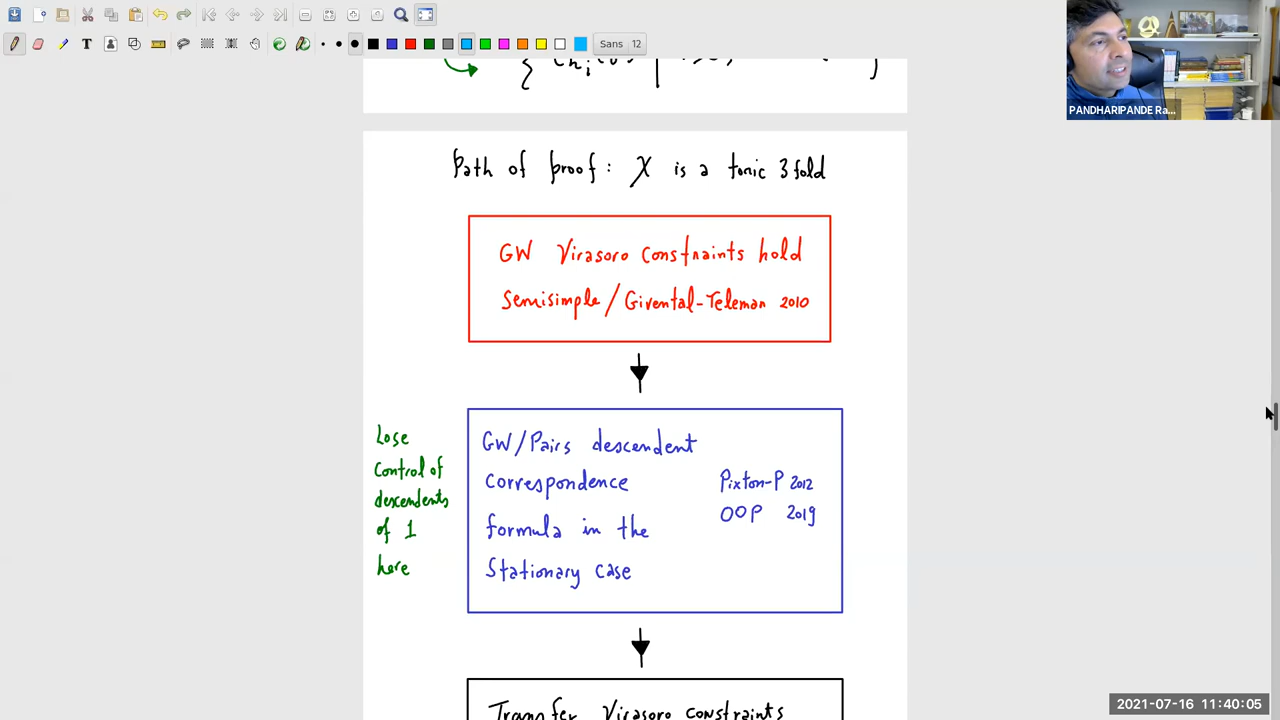 Sans 12
PANDHARIPANDE Ra...
Path of proof: X is a toric 3fold
GW Virasoro constraints hold
Semisimple/Givental-Teleman 2010
Lose
control of
descendents
of 1
here
GW/Pairs descendent
correspondence
formula in the
Stationary case
Pixton-P 2012
OOP 2019
Transfer Virasoro constraints
2021-07-16 11:40:05